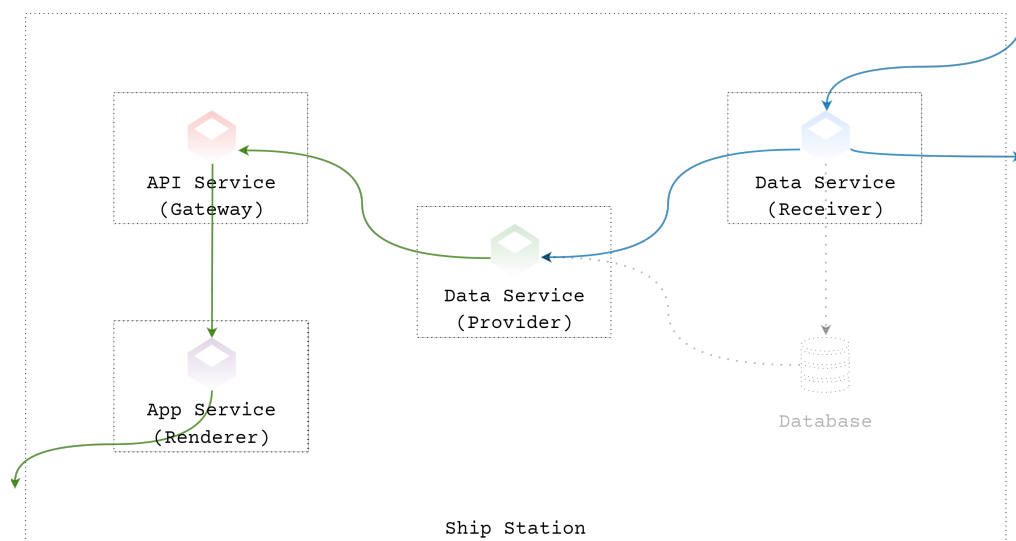 API Service
(Gateway)
Data Service
(Receiver)
Data Service
(Provider)
App Service
(Renderer)
Database
Ship Station